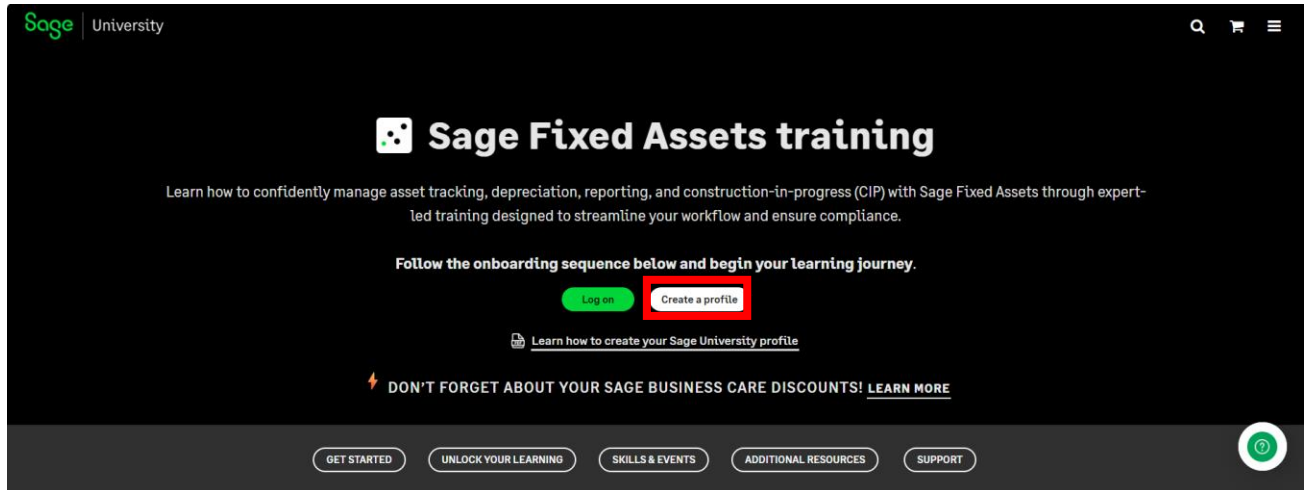 Sage University
Sage Fixed Assets training
Learn how to confidently manage asset tracking, depreciation, reporting, and construction-in-progress (CIP) with Sage Fixed Assets through expert-
led training designed to streamline your workflow and ensure compliance.
Follow the onboarding sequence below and begin your learning journey.
Log on Create a profile
Learn how to create your Sage University profile
DON'T FORGET ABOUT YOUR SAGE BUSINESS CARE DISCOUNTS! LEARN MORE
GET STARTED UNLOCK YOUR LEARNING SKILLS & EVENTS ADDITIONAL RESOURCES SUPPORT